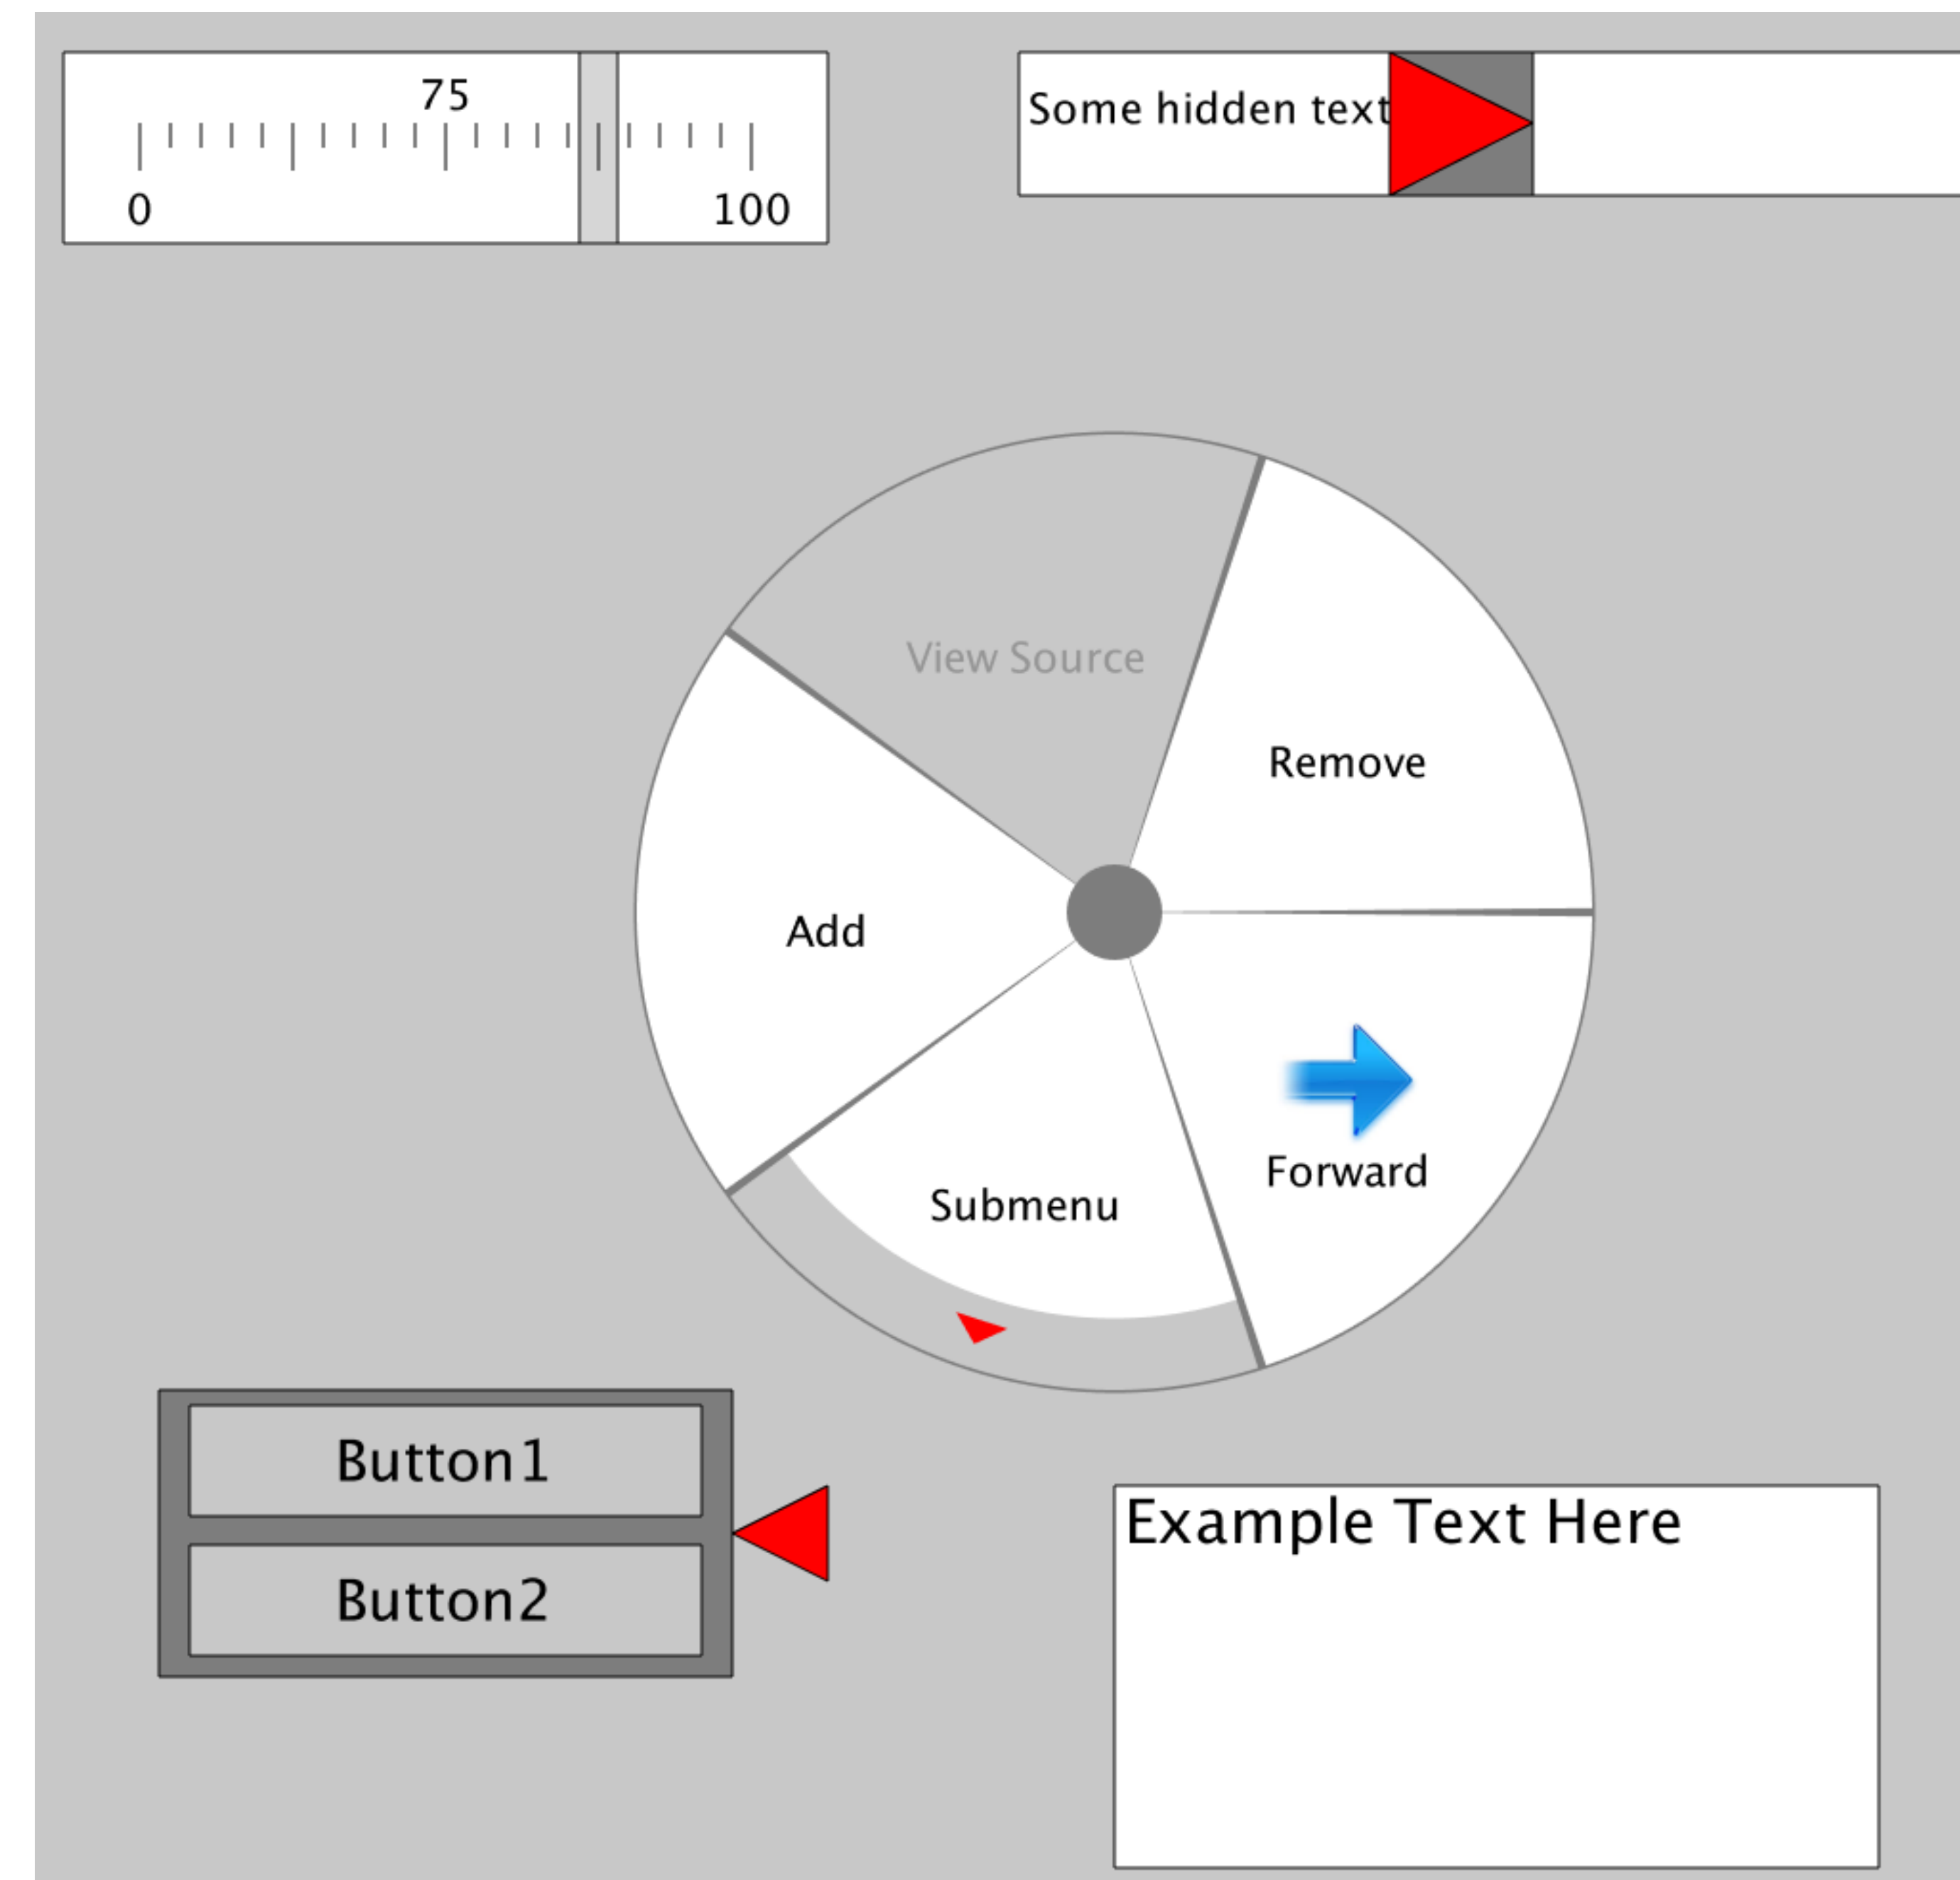 75
0
100
Some hidden text
View Source
Remove
Add
Forward
Submenu
Button1
Button2
Example Text Here